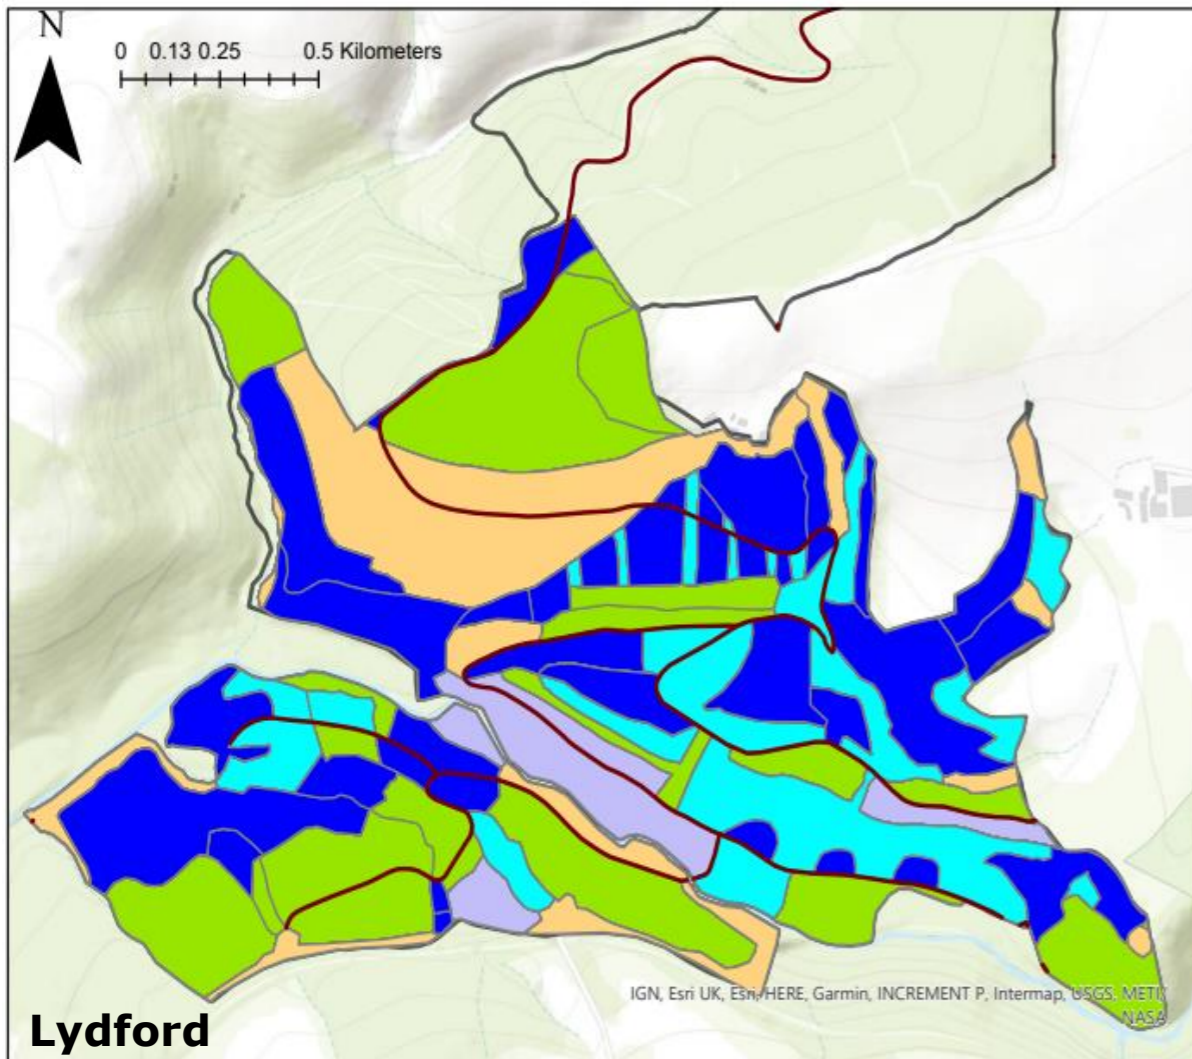 N
0 0.13 0.25 0.5 Kilometers
IGN, Esri UK, Esri, HERE, Garmin, INCREMENT P, Intermap, USGS, METI/
NASA
Lydford